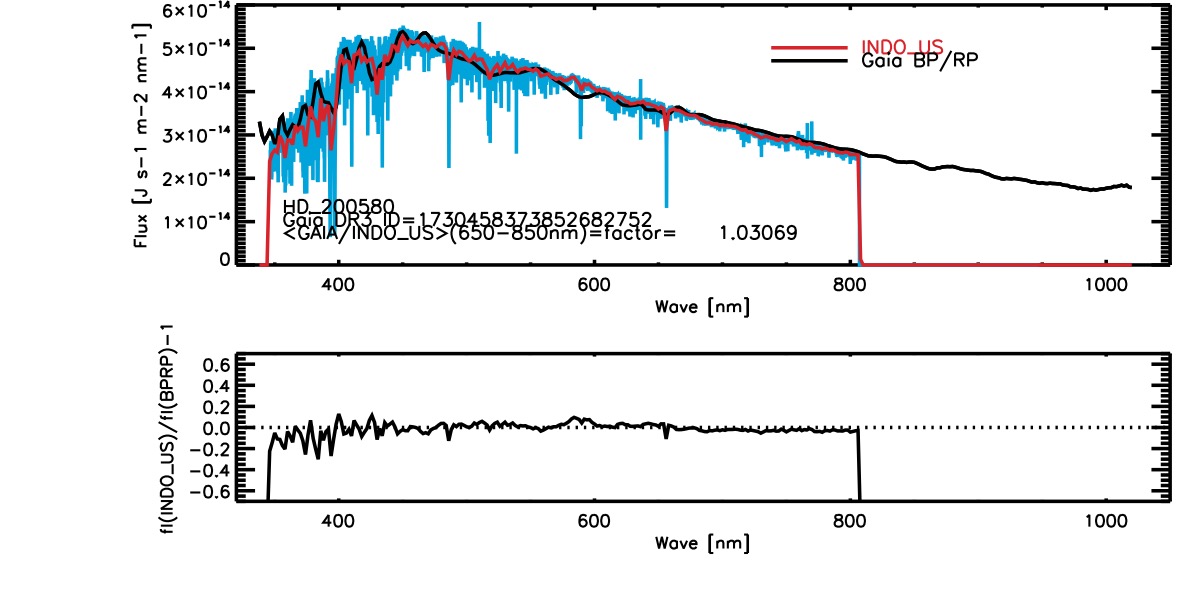 6×10−14
5×10−14
4×10−14
3×10−14
2×10−14
1×10−14
0
Flux [J s−1 m−2 nm−1]
INDO_US
Gaia BP/RP
HD_200580
Gaia DR3 ID=1730458373852682752
<GAIA/INDO_US>(650−850nm)=factor= 1.03069
400 600 800 1000
Wave [nm]
fl(INDO_US)/fl(BPRP)−1
0.6
0.4
0.2
0.0
−0.2
−0.4
−0.6
400 600 800 1000
Wave [nm]